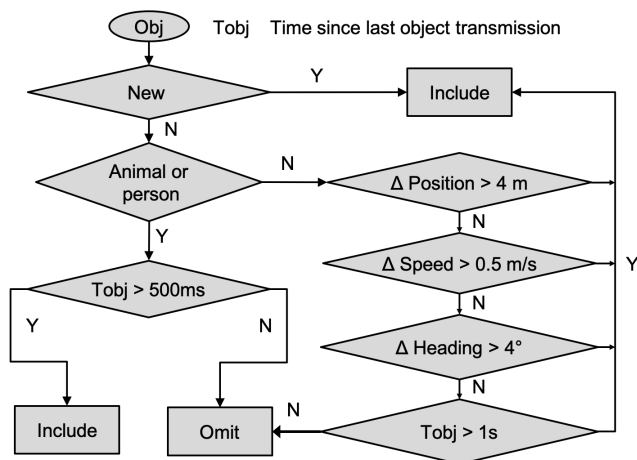 Obj
Tobj Time since last object transmission
New
Y
Include
N
Animal or
person
N
Δ Position > 4 m
N
Y
Δ Speed > 0.5 m/s
Y
Tobj > 500ms
N
Y
N
Δ Heading > 4°
N
Include
Omit
N
Tobj > 1s